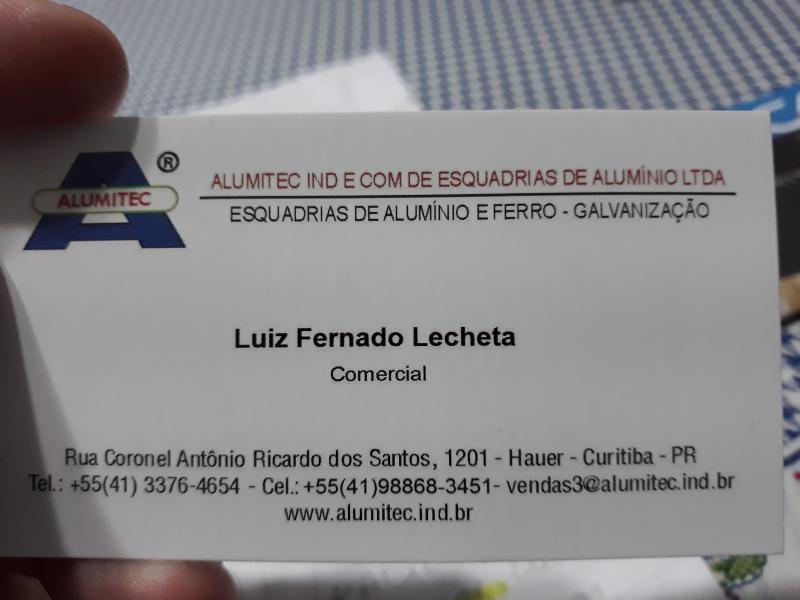 ALUMITEC ®
ALUMITEC IND E COM DE ESQUADRIAS DE ALUMÍNIO LTDA
ESQUADRIAS DE ALUMÍNIO E FERRO - GALVANIZAÇÃO
Luiz Fernado Lecheta
Comercial
Rua Coronel Antônio Ricardo dos Santos, 1201 - Hauer - Curitiba - PR
Tel.: +55(41) 3376-4654 - Cel.: +55(41)98868-3451- vendas3@alumitec.ind.br
www.alumitec.ind.br